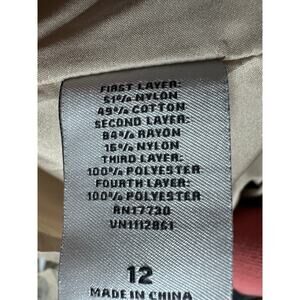 FIRST LAYER:
51% NYLON
49% COTTON
SECOND LAYER:
84% RAYON
16% NYLON
THIRD LAYER:
100% POLYESTER
FOURTH LAYER:
100% POLYESTER
RN17730
VN1112861
12
MADE IN CHINA